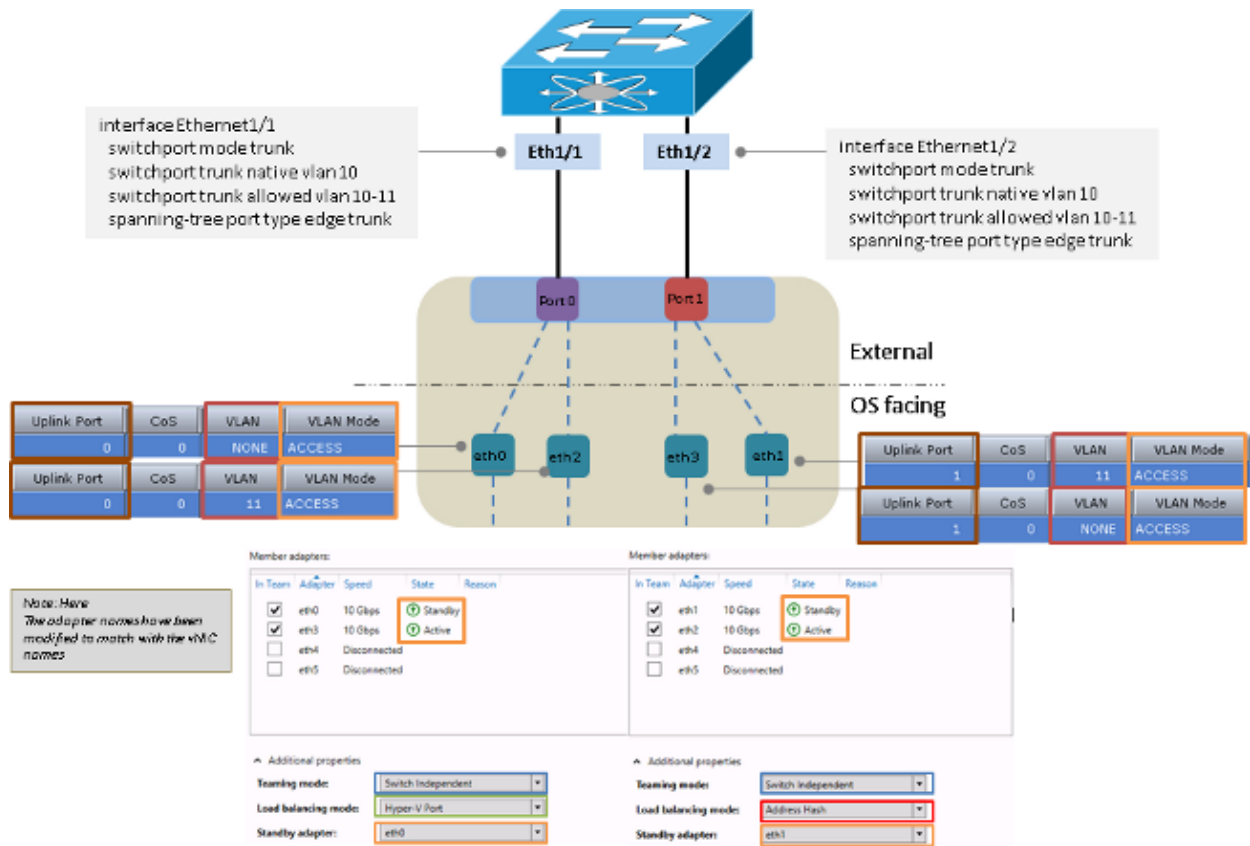 interface Ethernet1/1
switchport mode trunk
switchport trunk native vlan 10
switchport trunk allowed vlan 10-11
spanning-tree port type edge trunk
Eth1/1
Eth1/2
interface Ethernet1/2
switchport mode trunk
switchport trunk native vlan 10
switchport trunk allowed vlan 10-11
spanning-tree port type edge trunk
Port 0
Port 1
External
OS facing
Uplink Port CoS VLAN VLAN Mode
0 0 NONE ACCESS
Uplink Port CoS VLAN VLAN Mode
0 0 11 ACCESS
eth0
eth2
eth3
eth1
Uplink Port CoS VLAN VLAN Mode
1 0 11 ACCESS
Uplink Port CoS VLAN VLAN Mode
1 0 NONE ACCESS
Note: Here
The adapter names have been
modified to match with the vNIC
names
Member adapters:
In Team Adapter Speed State Reason
eth0 10 Gbps Standby
eth3 10 Gbps Active
eth4 Disconnected
eth5 Disconnected
Additional properties
Teaming mode: Switch Independent
Load balancing mode: Hyper-V Port
Standby adapter: eth0
Member adapters:
In Team Adapter Speed State Reason
eth1 10 Gbps Standby
eth2 10 Gbps Active
eth4 Disconnected
eth5 Disconnected
Additional properties
Teaming mode: Switch Independent
Load balancing mode: Address Hash
Standby adapter: eth1